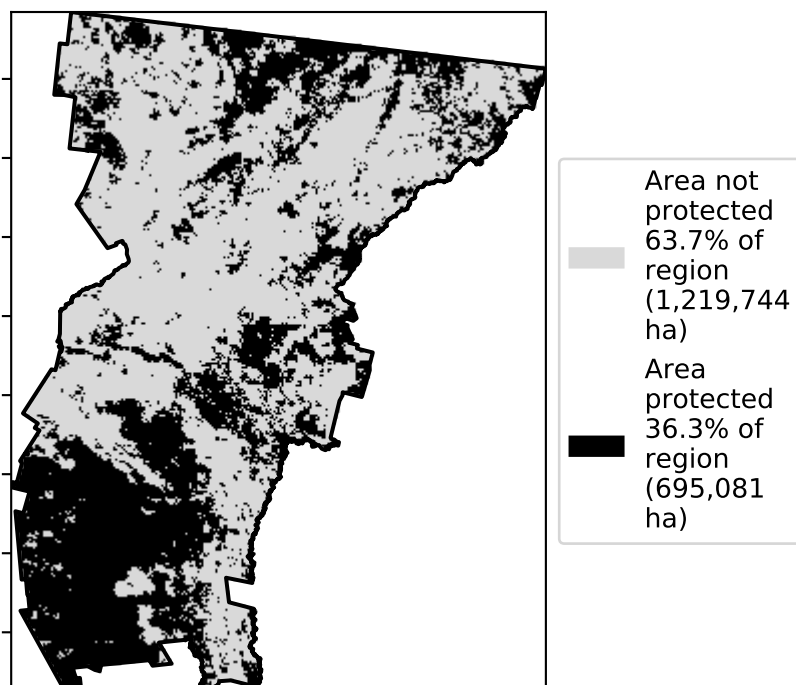 Area not
protected
63.7% of
region
(1,219,744
ha)
Area
protected
36.3% of
region
(695,081
ha)